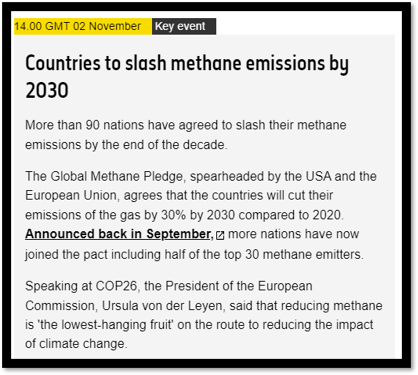 14.00 GMT 02 November Key event
Countries to slash methane emissions by
2030
More than 90 nations have agreed to slash their methane
emissions by the end of the decade.
The Global Methane Pledge, spearheaded by the USA and the
European Union, agrees that the countries will cut their
emissions of the gas by 30% by 2030 compared to 2020.
Announced back in September, more nations have now
joined the pact including half of the top 30 methane emitters.
Speaking at COP26, the President of the European
Commission, Ursula von der Leyen, said that reducing methane
is 'the lowest-hanging fruit' on the route to reducing the impact
of climate change.